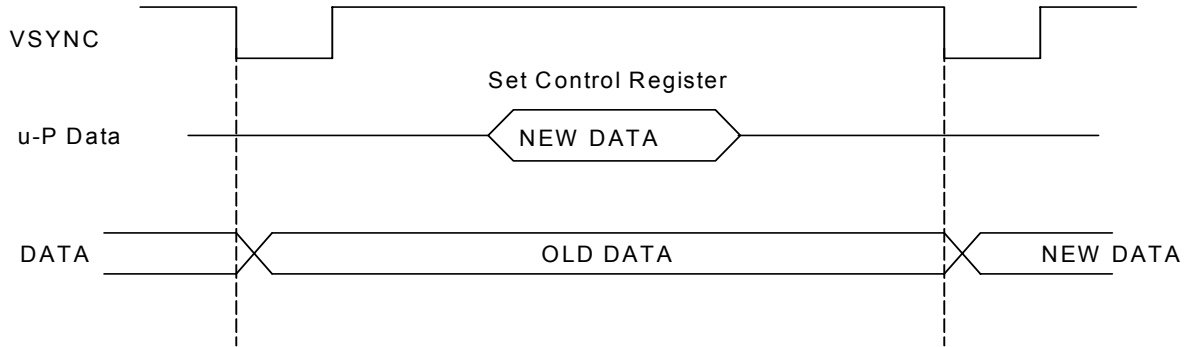 VSYNC
Set Control Register
u-P Data
NEW DATA
DATA
OLD DATA
NEW DATA